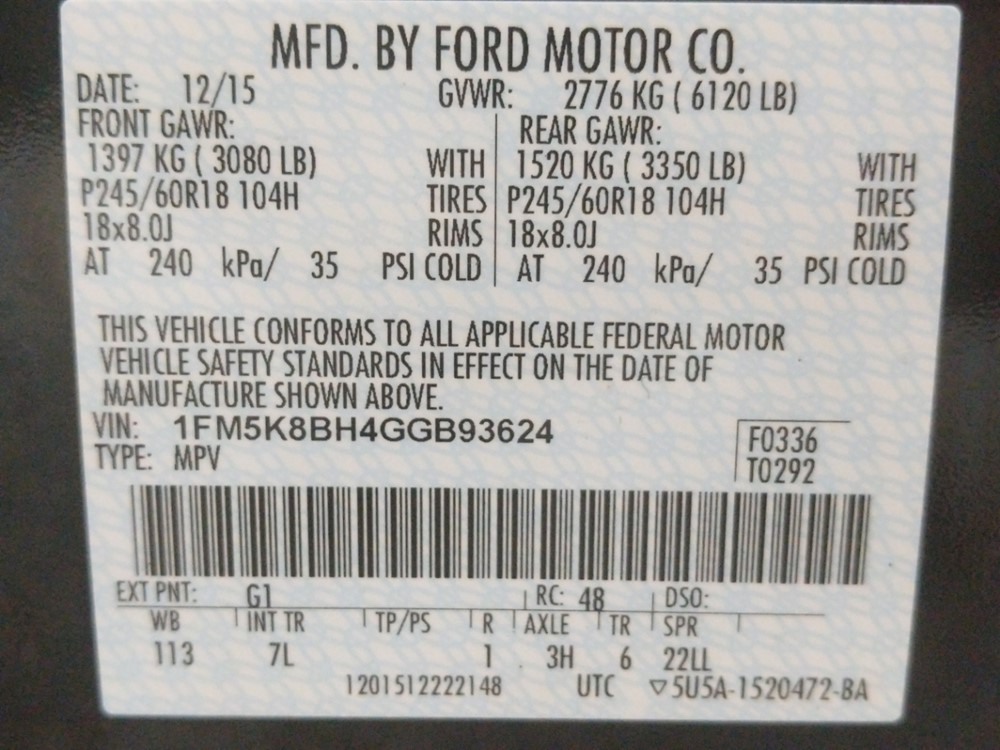 MFD. BY FORD MOTOR CO.
DATE: 12/15 GVWR: 2776 KG ( 6120 LB)
FRONT GAWR: REAR GAWR:
1397 KG ( 3080 LB) WITH 1520 KG ( 3350 LB) WITH
P245/60R18 104H TIRES P245/60R18 104H TIRES
18x8.0J RIMS 18x8.0J RIMS
AT 240 kPa/ 35 PSI COLD AT 240 kPa/ 35 PSI COLD
THIS VEHICLE CONFORMS TO ALL APPLICABLE FEDERAL MOTOR
VEHICLE SAFETY STANDARDS IN EFFECT ON THE DATE OF
MANUFACTURE SHOWN ABOVE.
VIN: 1FM5K8BH4GGB93624 F0336
TYPE: MPV T0292
EXT PNT: G1 RC: 48 DSO:
WB INT TR TP/PS R AXLE TR SPR
113 7L 1 3H 6 22LL
1201512222148 UTC ▽5U5A-1520472-BA